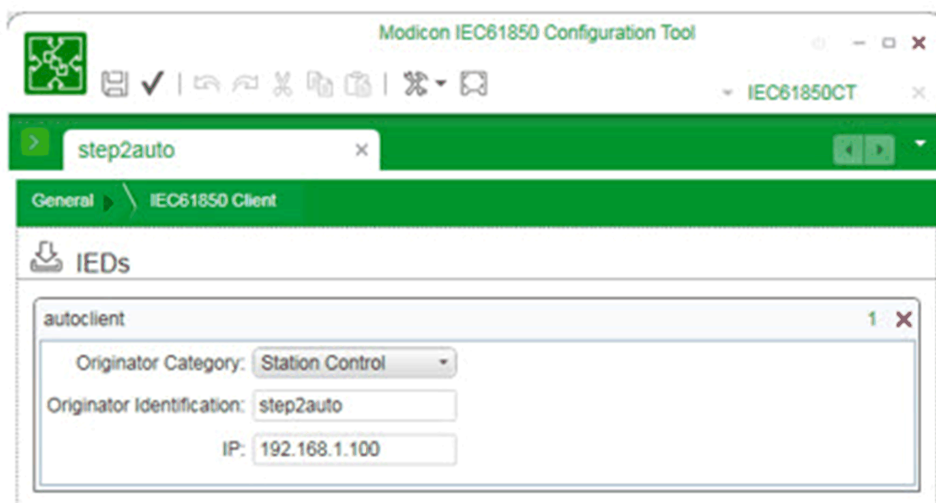 Modicon IEC61850 Configuration Tool
IEC61850CT
step2auto
General IEC61850 Client
IEDs
autoclient 1
Originator Category: Station Control
Originator Identification: step2auto
IP: 192.168.1.100